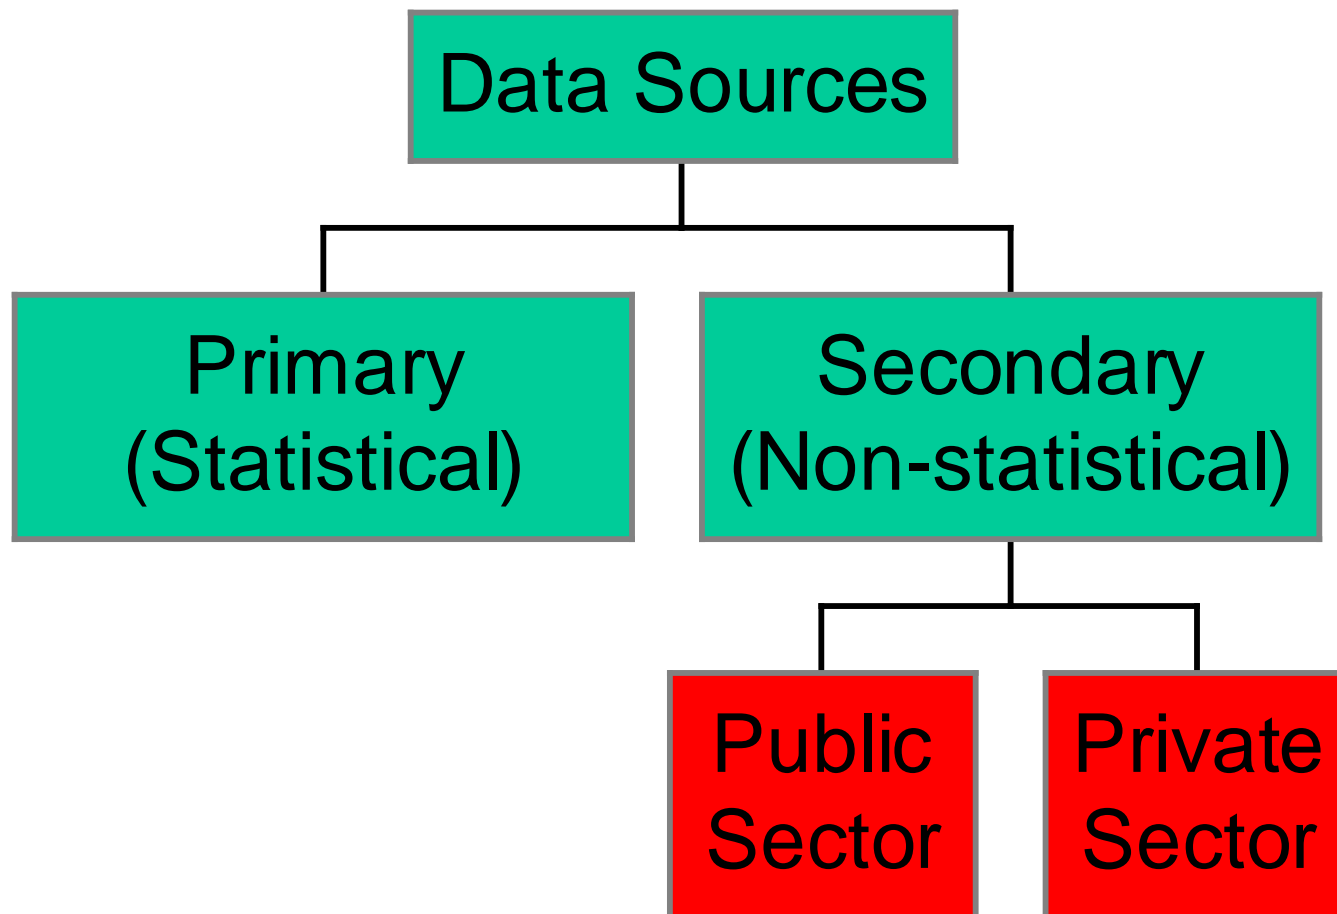 Data Sources
Primary
(Statistical)
Secondary
(Non-statistical)
Public
Sector
Private
Sector